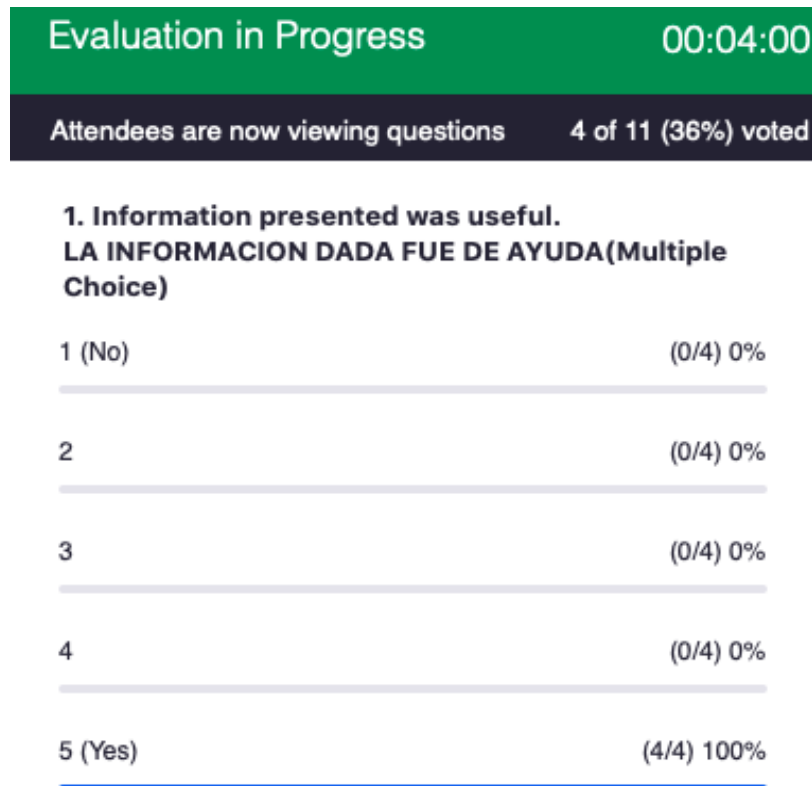 Evaluation in Progress 00:04:00
Attendees are now viewing questions 4 of 11 (36%) voted
1. Information presented was useful.
LA INFORMACION DADA FUE DE AYUDA(Multiple
Choice)
1 (No) (0/4) 0%
2 (0/4) 0%
3 (0/4) 0%
4 (0/4) 0%
5 (Yes) (4/4) 100%